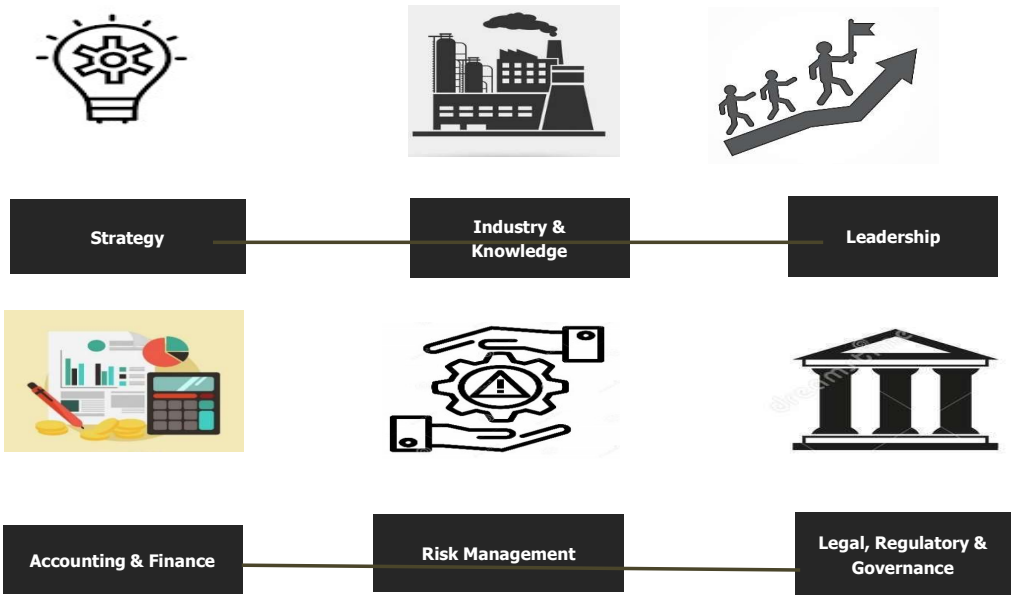 Strategy
Industry &
Knowledge
Leadership
Accounting & Finance
Risk Management
Legal, Regulatory &
Governance